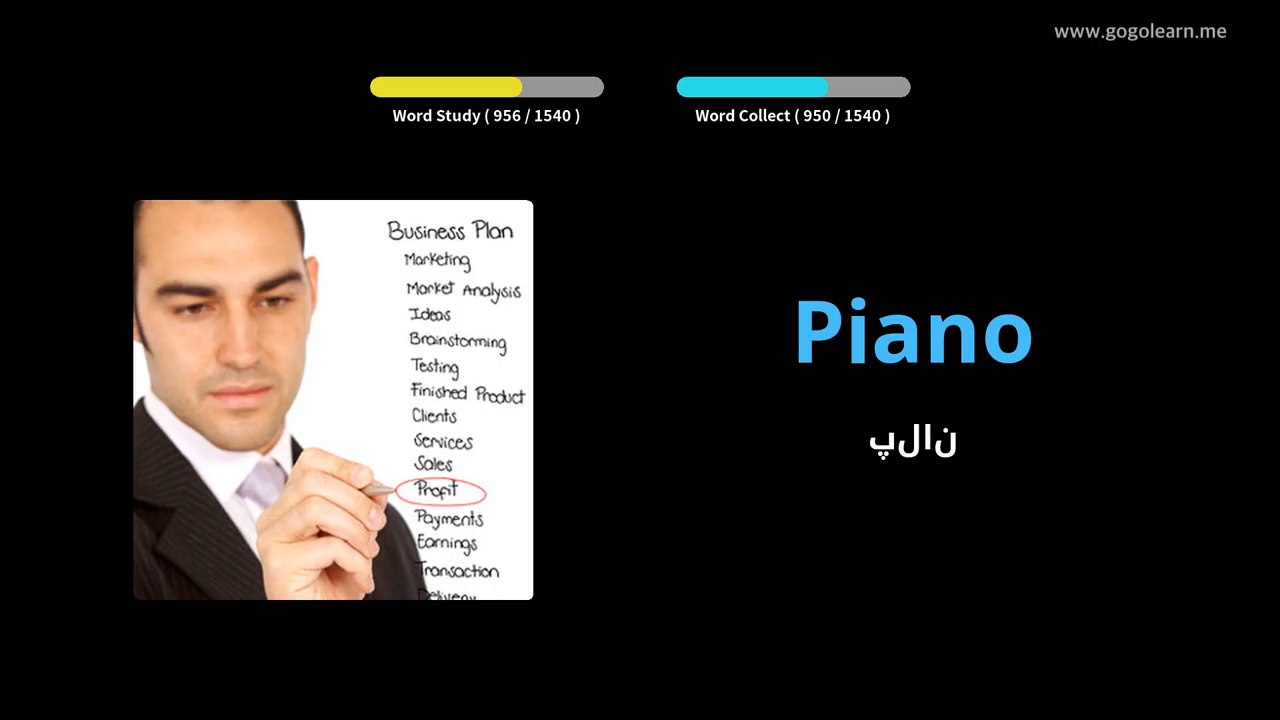 www.gogolearn.me
Word Study ( 956 / 1540 )
Word Collect ( 950 / 1540 )
Business Plan
Marketing
Market Analysis
Ideas
Brainstorming
Testing
Finished Product
Clients
Services
Sales
Profit
Payments
Earnings
Transaction
Delivery
Piano
پلان